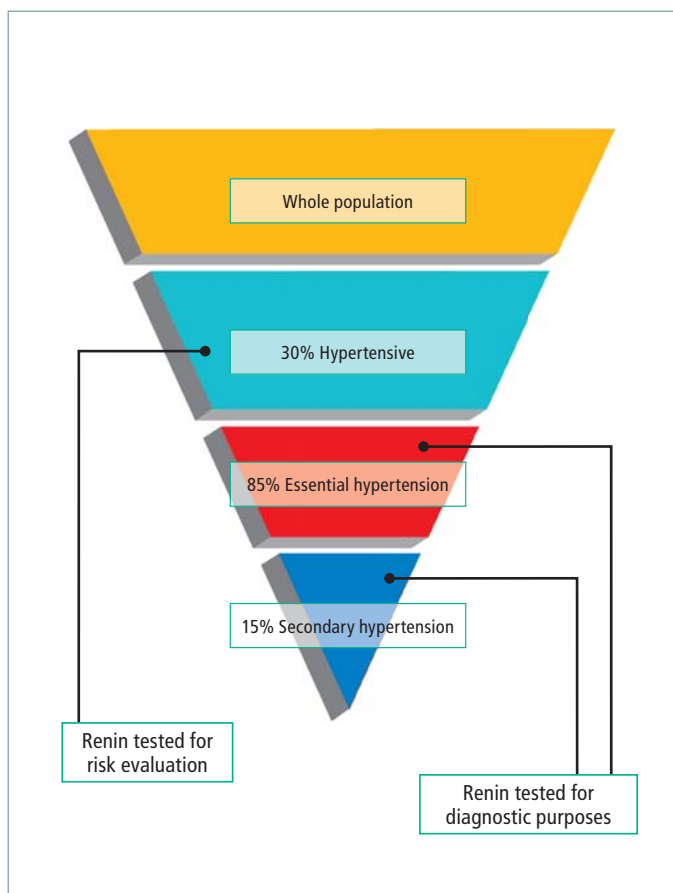 Whole population
30% Hypertensive
85% Essential hypertension
15% Secondary hypertension
Renin tested for
risk evaluation
Renin tested for
diagnostic purposes